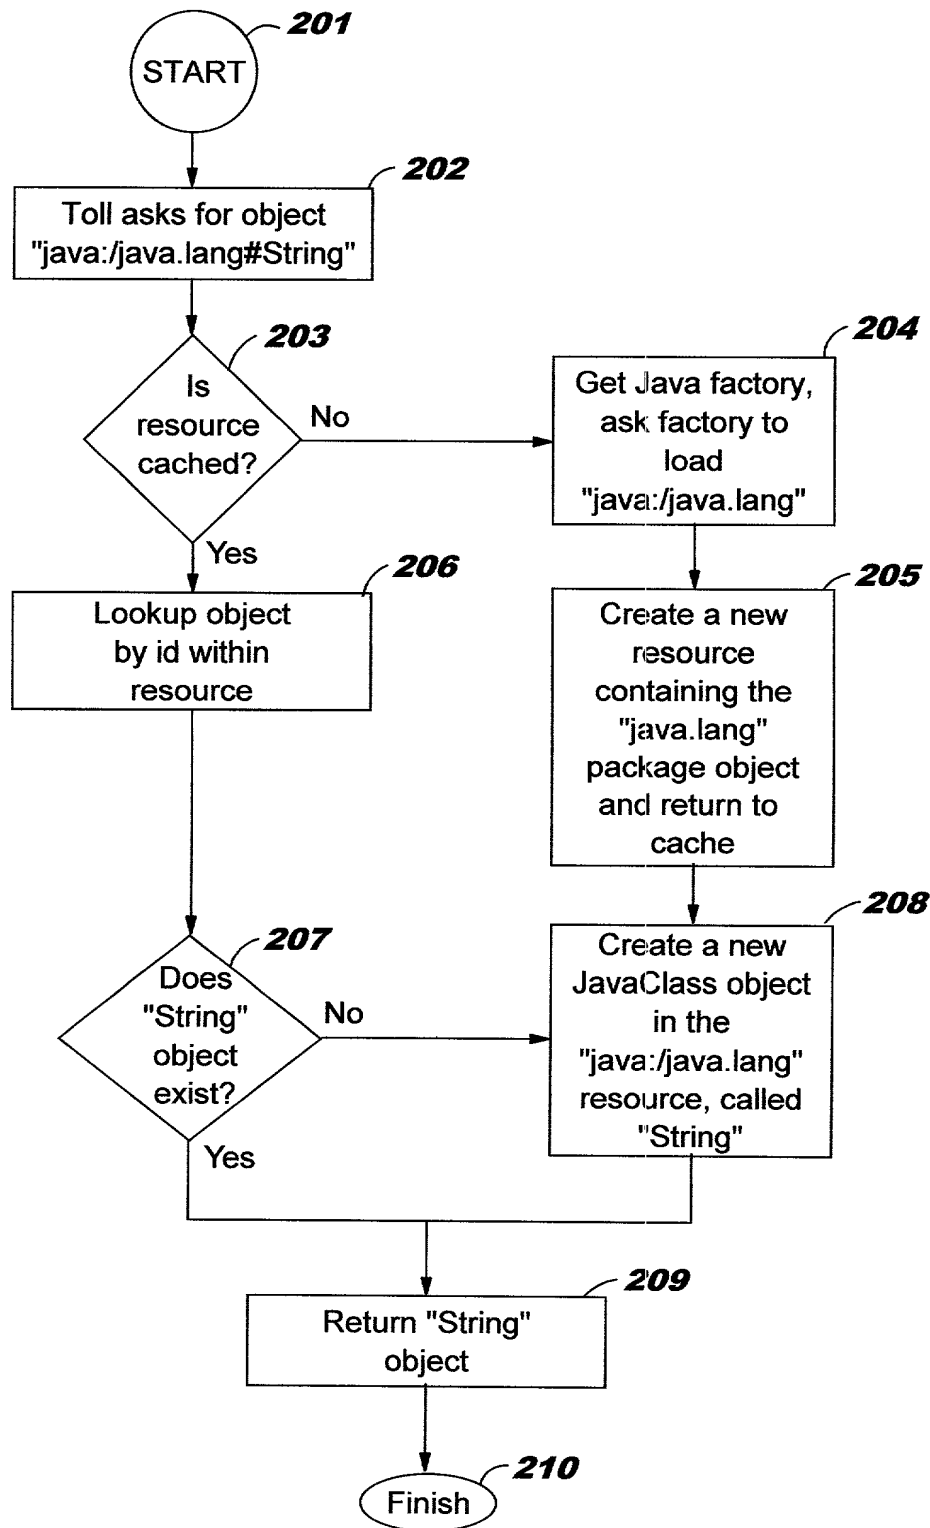 201
START
202
Toll asks for object
"java:/java.lang#String"
203
Is
resource
cached?
No
204
Get Java factory,
ask factory to
load
"java:/java.lang"
Yes
206
Lookup object
by id within
resource
205
Create a new
resource
containing the
"java.lang"
package object
and return to
cache
207
Does
"String"
object
exist?
No
208
Create a new
JavaClass object
in the
"java:/java.lang"
resource, called
"String"
Yes
209
Return "String"
object
210
Finish